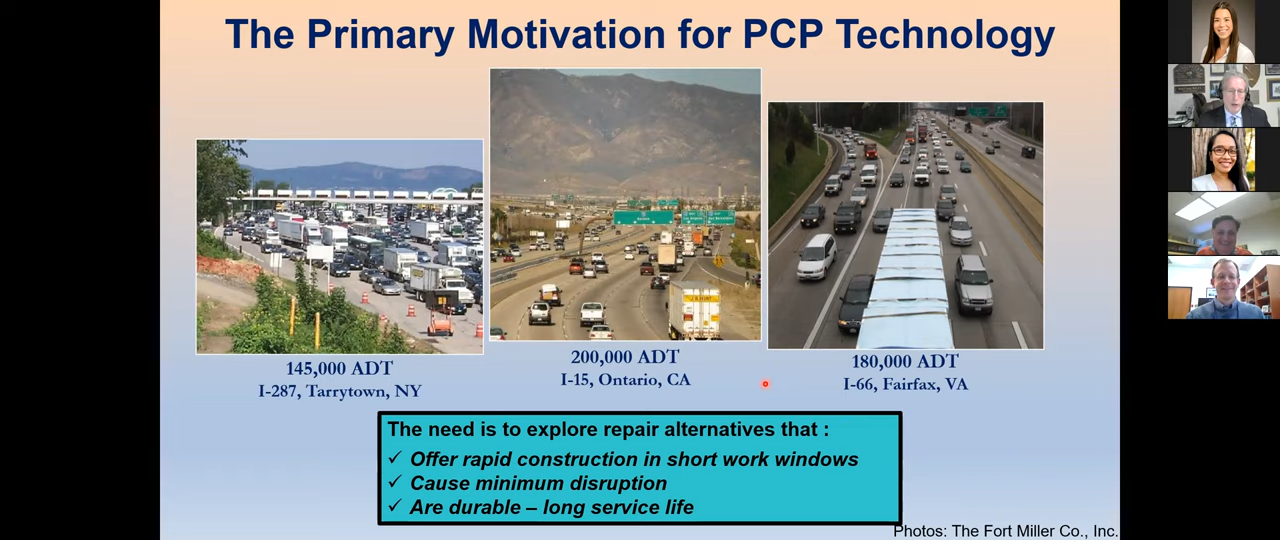 The Primary Motivation for PCP Technology
145,000 ADT
I-287, Tarrytown, NY
200,000 ADT
I-15, Ontario, CA
180,000 ADT
I-66, Fairfax, VA
The need is to explore repair alternatives that :
✓ Offer rapid construction in short work windows
✓ Cause minimum disruption
✓ Are durable – long service life
Photos: The Fort Miller Co., Inc.